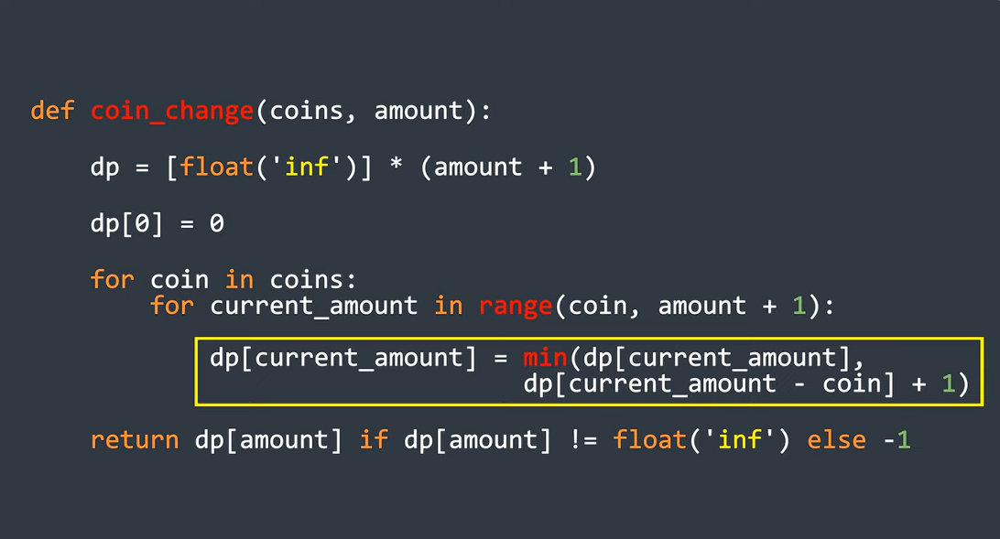 def coin_change(coins, amount):
    dp = [float('inf')] * (amount + 1)
    dp[0] = 0
    for coin in coins:
        for current_amount in range(coin, amount + 1):
            dp[current_amount] = min(dp[current_amount],
                                     dp[current_amount - coin] + 1)
    return dp[amount] if dp[amount] != float('inf') else -1